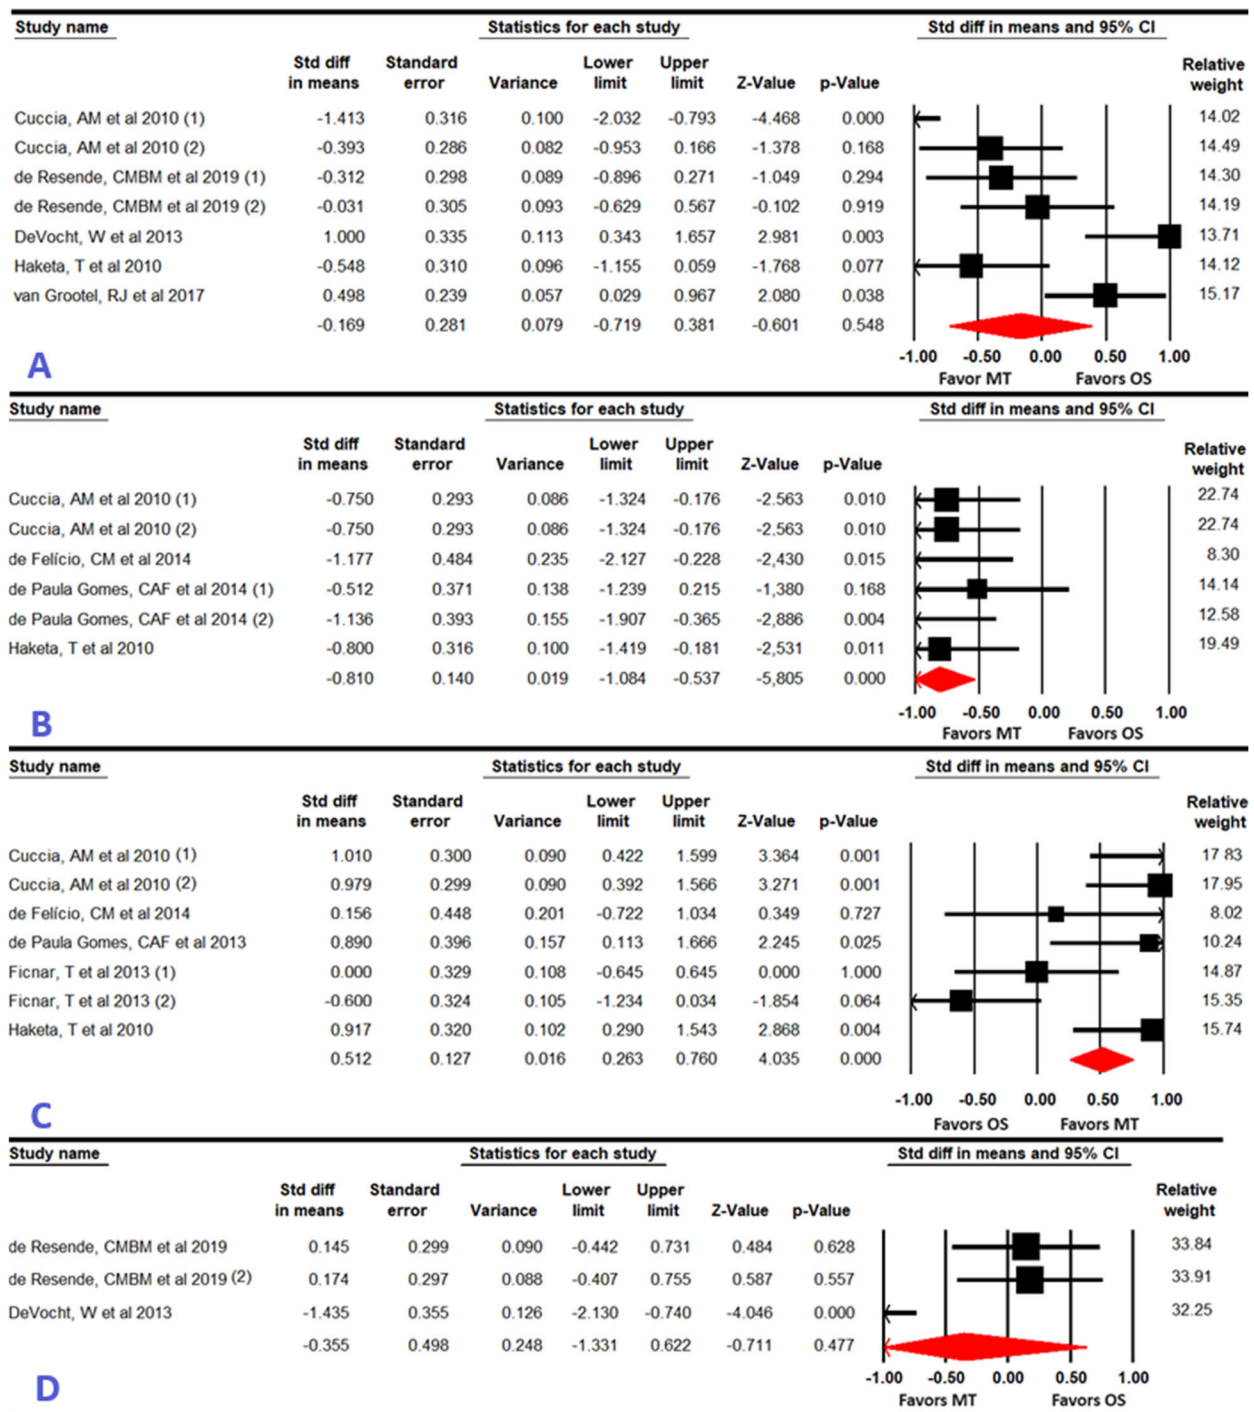 Study name Statistics for each study Std diff in means and 95% CI
Std diff Standard Lower Upper Relative
in means error Variance limit limit Z-Value p-Value weight
Cuccia, AM et al 2010 (1) -1.413 0.316 0.100 -2.032 -0.793 -4.468 0.000 14.02
Cuccia, AM et al 2010 (2) -0.393 0.286 0.082 -0.953 0.166 -1.378 0.168 14.49
de Resende, CMBM et al 2019 (1) -0.312 0.298 0.089 -0.896 0.271 -1.049 0.294 14.30
de Resende, CMBM et al 2019 (2) -0.031 0.305 0.093 -0.629 0.567 -0.102 0.919 14.19
DeVocht, W et al 2013 1.000 0.335 0.113 0.343 1.657 2.981 0.003 13.71
Haketa, T et al 2010 -0.548 0.310 0.096 -1.155 0.059 -1.768 0.077 14.12
van Grootel, RJ et al 2017 0.498 0.239 0.057 0.029 0.967 2.080 0.038 15.17
-0.169 0.281 0.079 -0.719 0.381 -0.601 0.548
-1.00 -0.50 0.00 0.50 1.00
A Favor MT Favors OS
Study name Statistics for each study Std diff in means and 95% CI
Std diff Standard Lower Upper Relative
in means error Variance limit limit Z-Value p-Value weight
Cuccia, AM et al 2010 (1) -0.750 0.293 0.086 -1.324 -0.176 -2.563 0.010 22.74
Cuccia, AM et al 2010 (2) -0.750 0.293 0.086 -1.324 -0.176 -2.563 0.010 22.74
de Felício, CM et al 2014 -1.177 0.484 0.235 -2.127 -0.228 -2,430 0.015 8.30
de Paula Gomes, CAF et al 2014 (1) -0.512 0.371 0.138 -1.239 0.215 -1,380 0.168 14.14
de Paula Gomes, CAF et al 2014 (2) -1.136 0.393 0.155 -1.907 -0.365 -2,886 0.004 12.58
Haketa, T et al 2010 -0.800 0.316 0.100 -1.419 -0.181 -2,531 0.011 19.49
-0.810 0.140 0.019 -1.084 -0.537 -5,805 0.000
-1.00 -0.50 0.00 0.50 1.00
B Favors MT Favors OS
Study name Statistics for each study Std diff in means and 95% CI
Std diff Standard Lower Upper Relative
in means error Variance limit limit Z-Value p-Value weight
Cuccia, AM et al 2010 (1) 1.010 0.300 0.090 0.422 1.599 3.364 0.001 17 83
Cuccia, AM et al 2010 (2) 0.979 0.299 0.090 0.392 1.566 3.271 0.001 17.95
de Felício, CM et al 2014 0.156 0.448 0.201 -0.722 1.034 0.349 0.727 8.02
de Paula Gomes, CAF et al 2013 0.890 0.396 0.157 0.113 1.666 2.245 0.025 10.24
Ficnar, T et al 2013 (1) 0.000 0.329 0.108 -0.645 0.645 0.000 1.000 14.87
Ficnar, T et al 2013 (2) -0.600 0.324 0.105 -1.234 0.034 -1.854 0.064 15.35
Haketa, T et al 2010 0.917 0.320 0.102 0.290 1.543 2.868 0.004 15.74
0.512 0.127 0.016 0.263 0.760 4.035 0.000
-1.00 -0.50 0.00 0.50 1.00
C Favors OS Favors MT
Study name Statistics for each study Std diff in means and 95% CI
Std diff Standard Lower Upper Relative
in means error Variance limit limit Z-Value p-Value weight
de Resende, CMBM et al 2019 0.145 0.299 0.090 -0.442 0.731 0.484 0.628 33.84
de Resende, CMBM et al 2019 (2) 0.174 0.297 0.088 -0.407 0.755 0.587 0.557 33.91
DeVocht, W et al 2013 -1.435 0.355 0.126 -2.130 -0.740 -4.046 0.000 32.25
-0.355 0.498 0.248 -1.331 0.622 -0.711 0.477
-1.00 -0.50 0.00 0.50 1.00
D Favors MT Favors OS